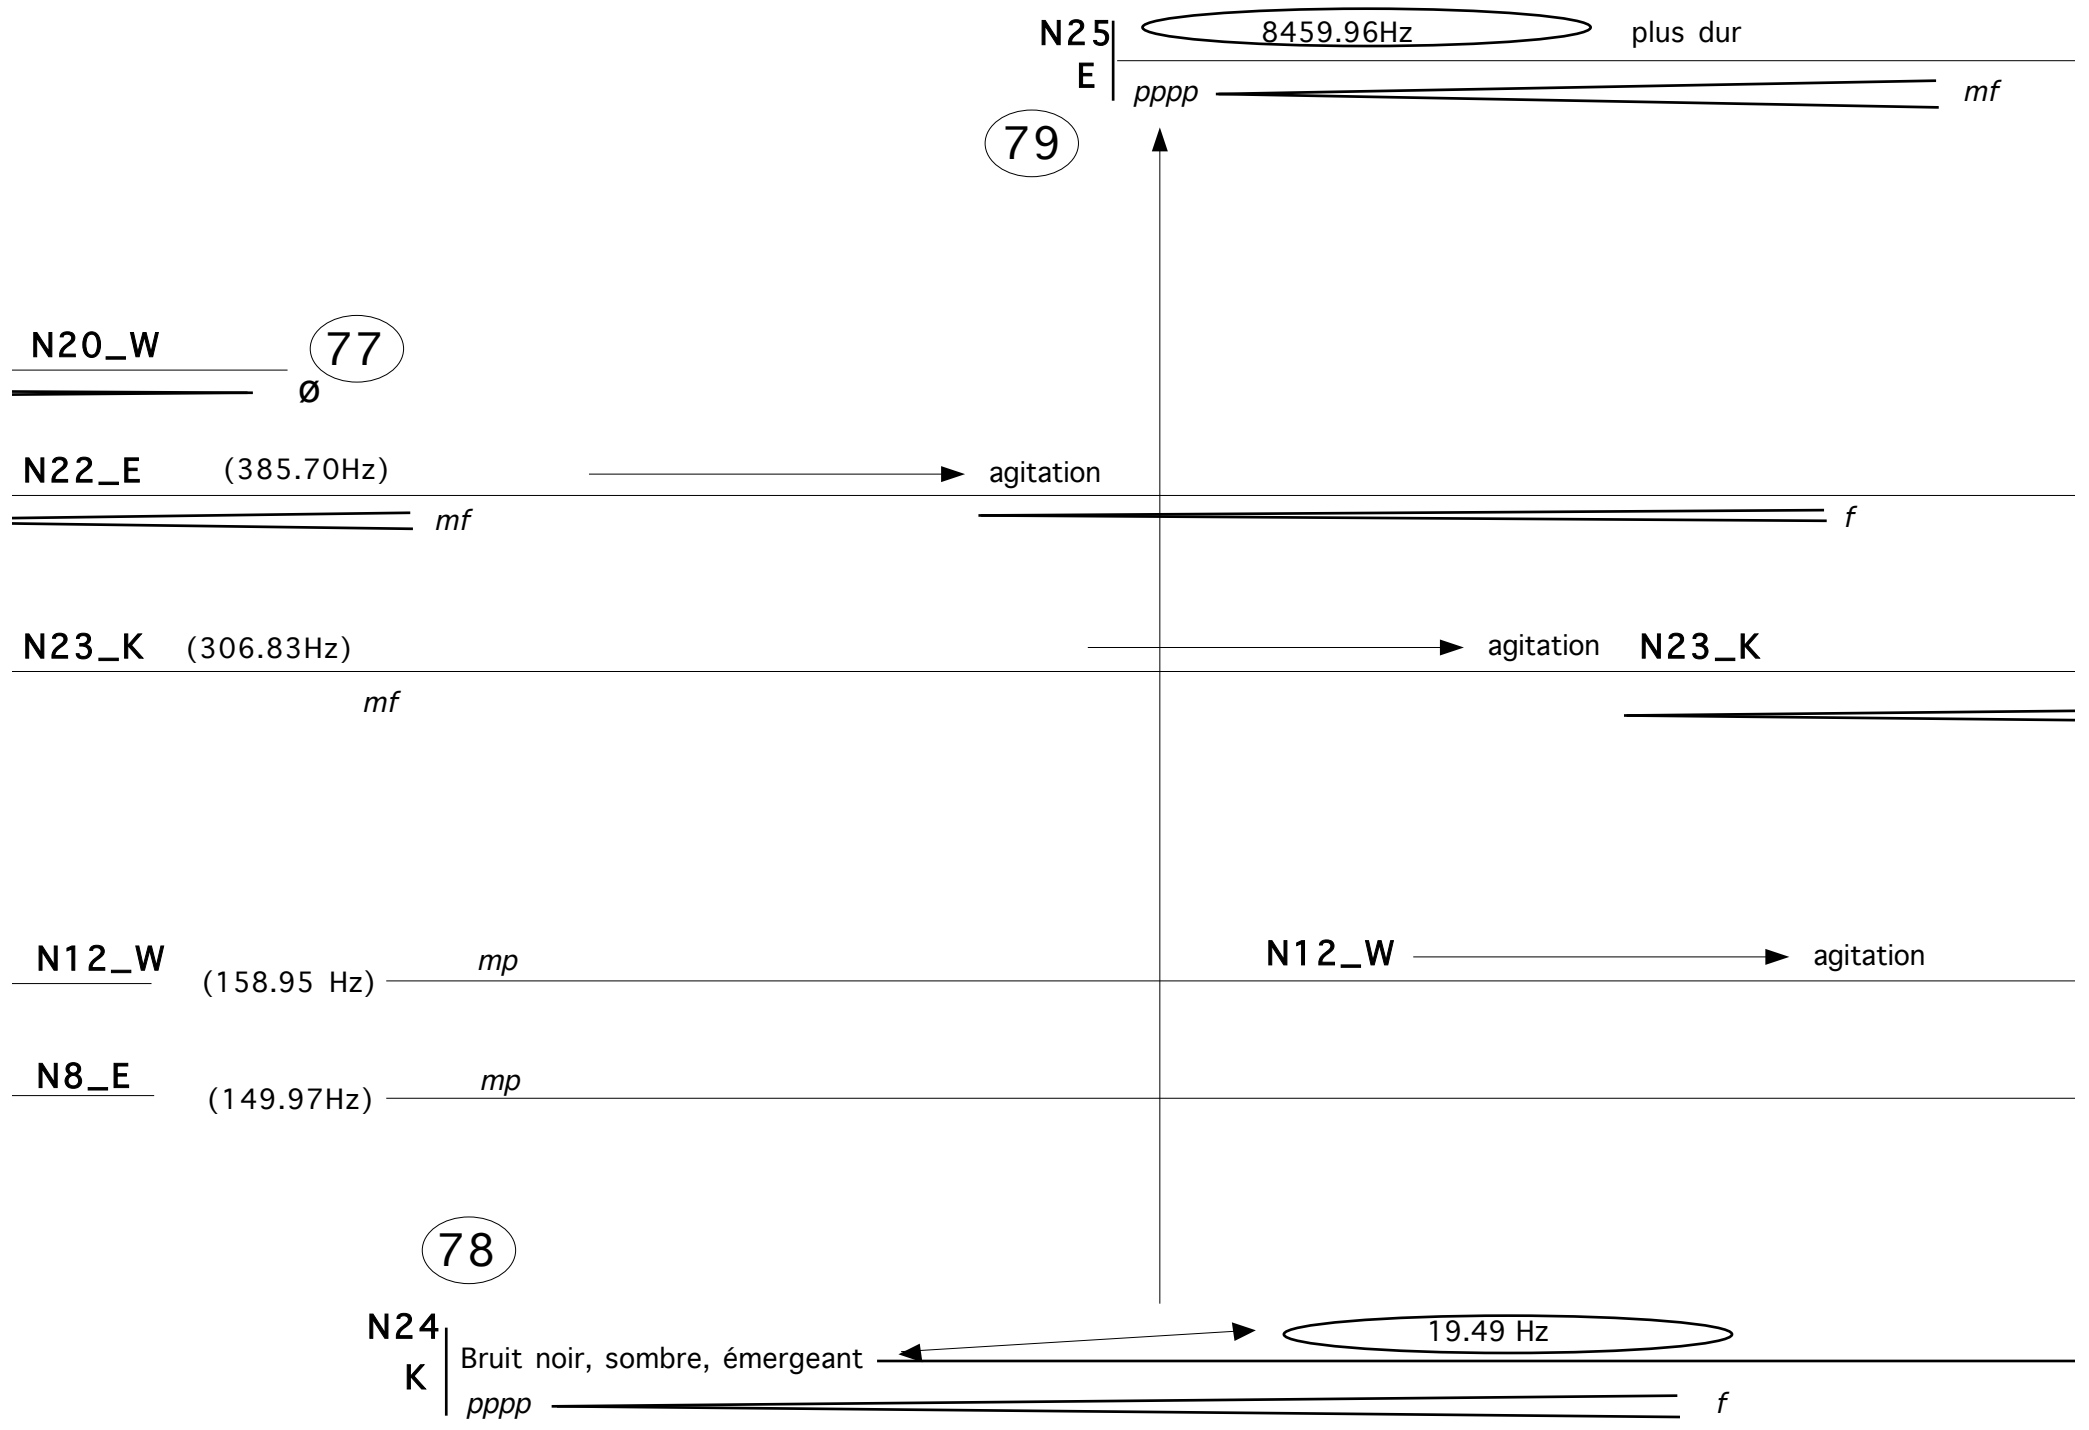 N25 8459.96Hz plus dur
E pppp mf
79
N20_W 77
ø
N22_E (385.70Hz) agitation
mf f
N23_K (306.83Hz) agitation N23_K
mf
N12_W (158.95 Hz) mp N12_W agitation
N8_E (149.97Hz) mp
78
N24 19.49 Hz
K Bruit noir, sombre, émergeant
pppp f